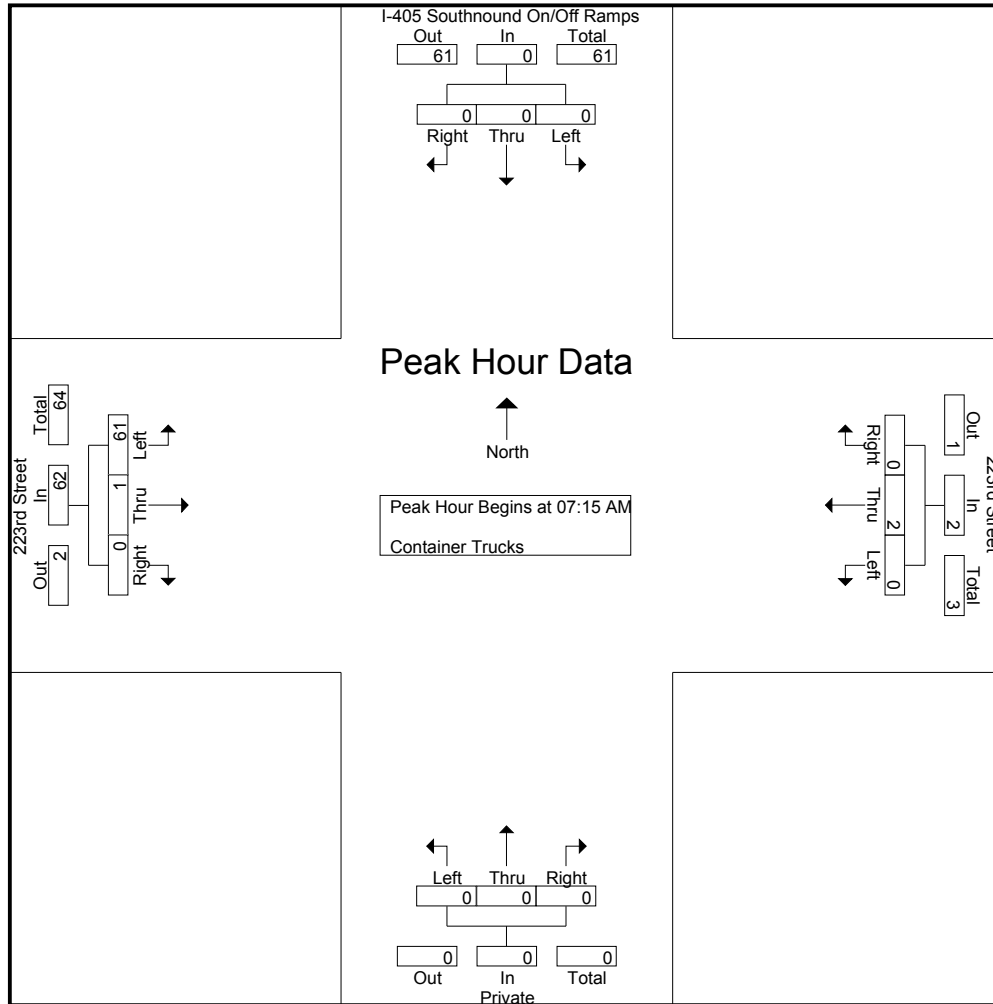 I-405 Southnound On/Off Ramps
Out In Total
61 0 61
0 0 0
Right Thru Left
Peak Hour Data
North
Peak Hour Begins at 07:15 AM
Container Trucks
223rd Street
Total In Out
64 62 2
61 1 0
Left Thru Right
Right Thru Left
0 2 0
1 2 3
Out In Total
223rd Street
Left Thru Right
0 0 0
0 0 0
Out In Total
Private